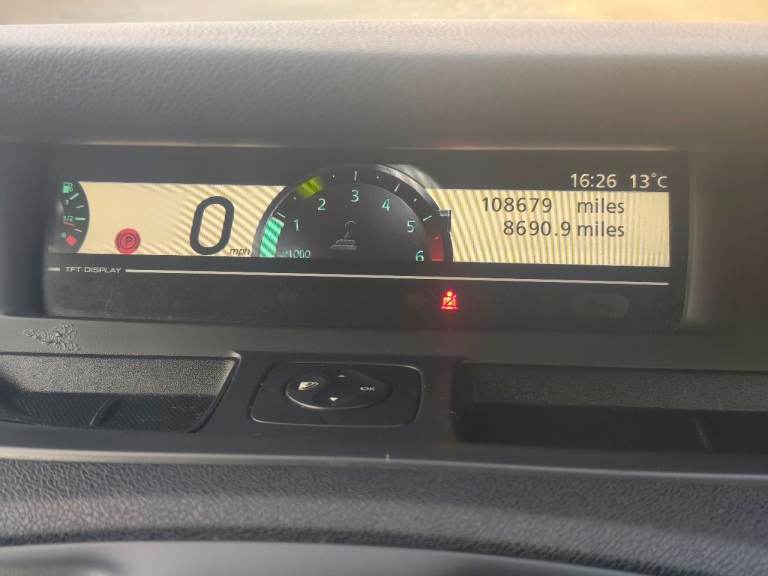 16:26 13°C
108679 miles
8690.9 miles
0 mph
1/2
P
1 2 3 4 5 6
TFT DISPLAY
OK